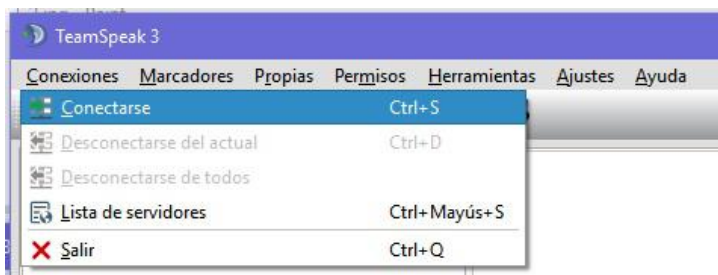 TeamSpeak 3
Conexiones Marcadores Propias Permisos Herramientas Ajustes Ayuda
Conectarse Ctrl+S
Desconectarse del actual Ctrl+D
Desconectarse de todos
Lista de servidores Ctrl+Mayús+S
Salir Ctrl+Q